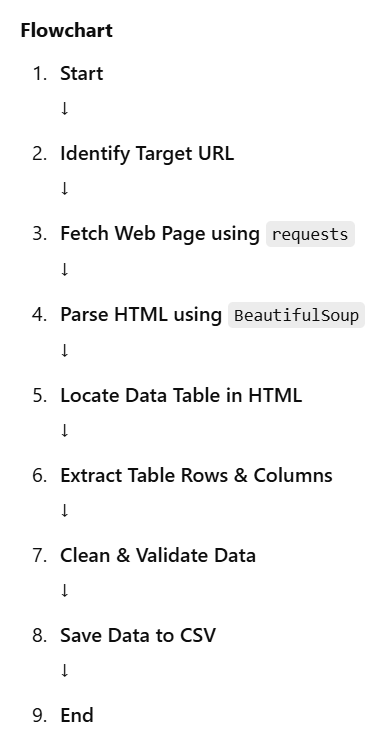 Flowchart
1. Start
↓
2. Identify Target URL
↓
3. Fetch Web Page using requests
↓
4. Parse HTML using BeautifulSoup
↓
5. Locate Data Table in HTML
↓
6. Extract Table Rows & Columns
↓
7. Clean & Validate Data
↓
8. Save Data to CSV
↓
9. End